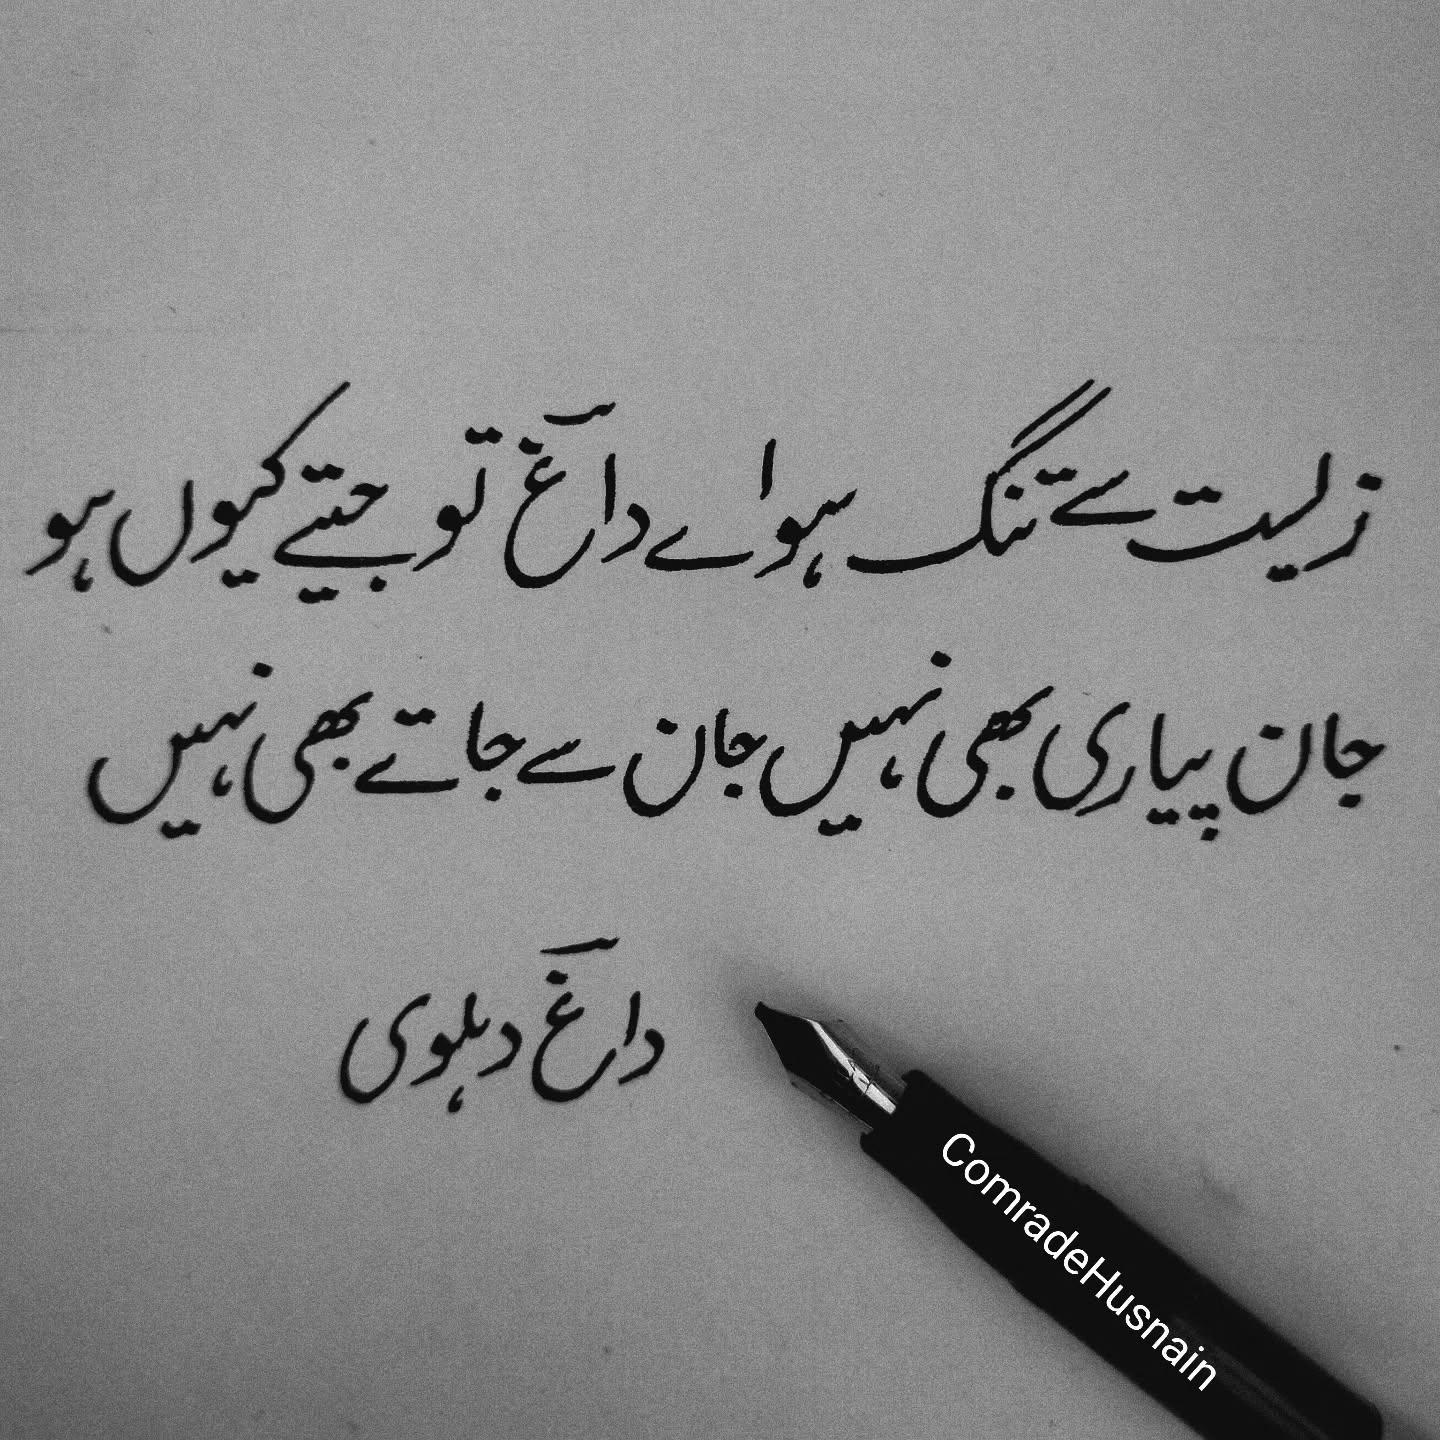 زیست سے تنگ ہو اے داغؔ تو جیتے کیوں ہو
جان پیاری بھی نہیں جان سے جاتے بھی نہیں
داغؔ دہلوی
ComradeHusnain